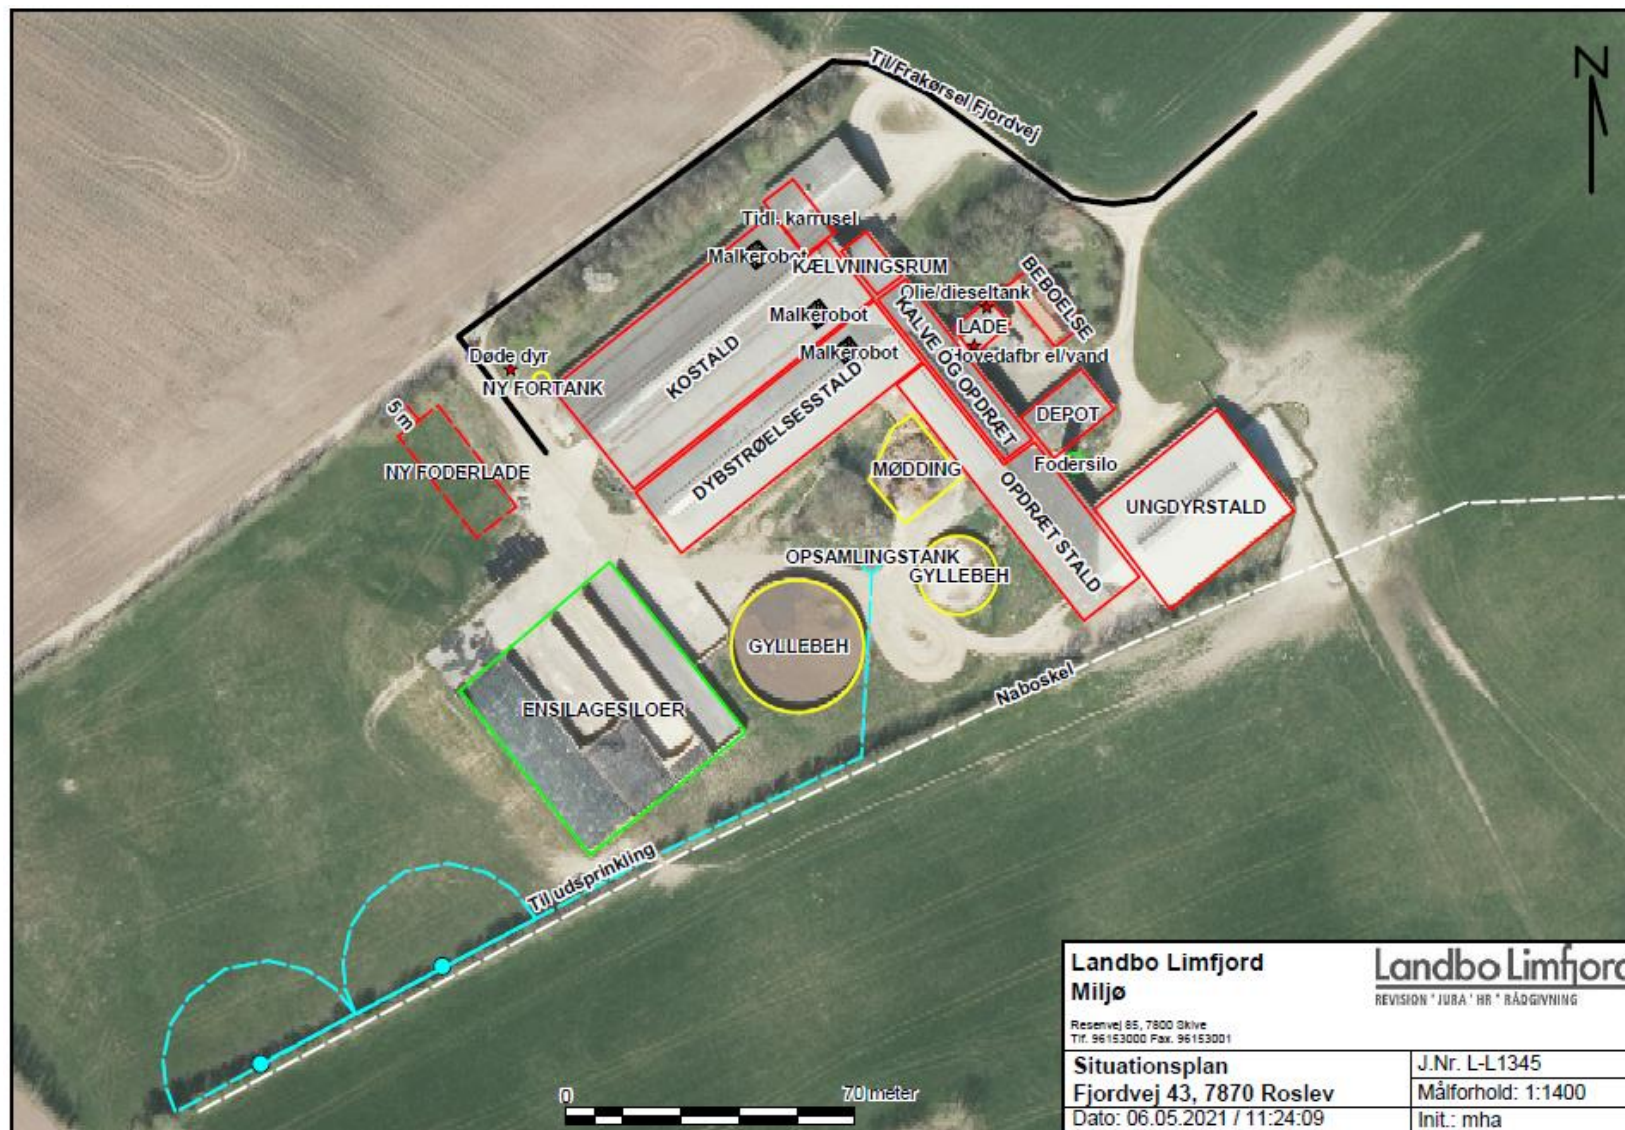 N
Til/Frakørsel Fjordvej
Tidl. karrusel
Malkerobot
KÆLVNINGSRUM
BEBOELSE
Olie/dieseltank
Malkerobot
LADE
KALVE OG OPDRÆT
Malkerobot
Hovedafbr el/vand
Døde dyr
KOSTALD
NY FORTANK
5 m
DYBSTRØELSESSTALD
DEPOT
NY FODERLADE
MØDDING
Fodersilo
UNGDYRSTALD
OPDRÆT STALD
OPSAMLINGSTANK
GYLLEBEH
GYLLEBEH
Naboskel
ENSILAGESILOER
Til udsprinkling
0
70 meter
Landbo Limfjord
Miljø
Landbo Limfjord
REVISION * JURA * HR * RÅDGIVNING
Resenvej 85, 7800 Skive
Tlf. 96153000 Fax. 96153001
Situationsplan
Fjordvej 43, 7870 Roslev
Dato: 06.05.2021 / 11:24:09
J.Nr. L-L1345
Målforhold: 1:1400
Init.: mha